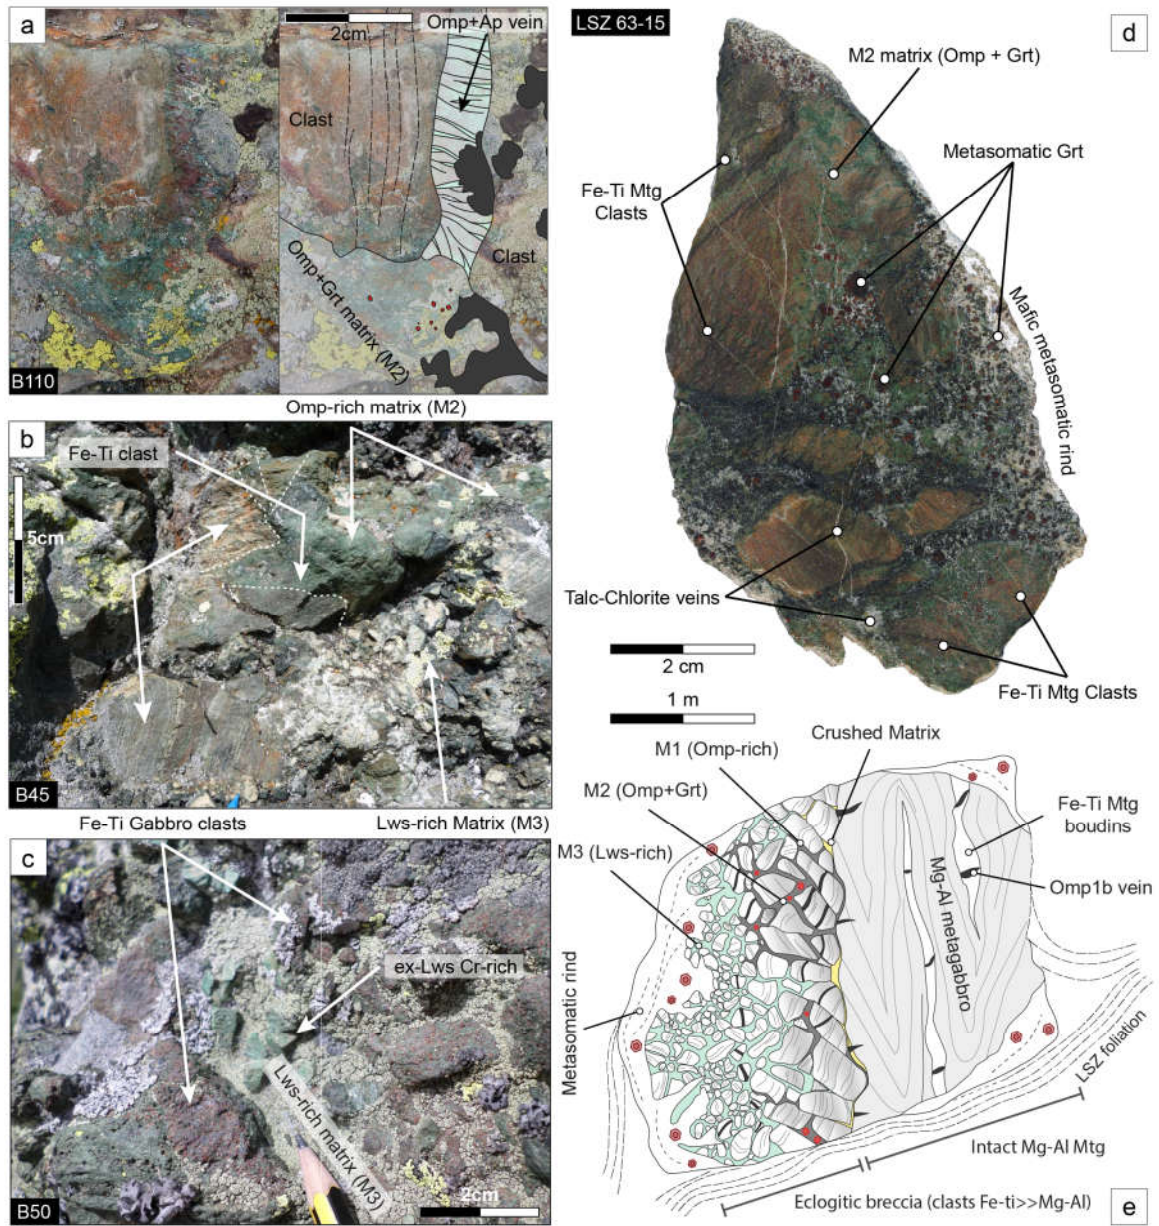 a
2cm
Omp+Ap vein
Clast
Clast
Omp+Grt matrix (M2)
B110
Omp-rich matrix (M2)
b
Fe-Ti clast
5cm
B45
Fe-Ti Gabbro clasts
Lws-rich Matrix (M3)
c
ex-Lws Cr-rich
Lws-rich matrix (M3)
2cm
B50
LSZ 63-15
d
M2 matrix (Omp + Grt)
Metasomatic Grt
Fe-Ti Mtg
Clasts
Mafic metasomatic rind
Talc-Chlorite veins
2 cm
Fe-Ti Mtg Clasts
1 m
M1 (Omp-rich)
Crushed Matrix
M2 (Omp+Grt)
Fe-Ti Mtg
boudins
M3 (Lws-rich)
Omp1b vein
Mg-Al metagabbro
Metasomatic rind
LSZ foliation
Intact Mg-Al Mtg
Eclogitic breccia (clasts Fe-ti>>Mg-Al)
e